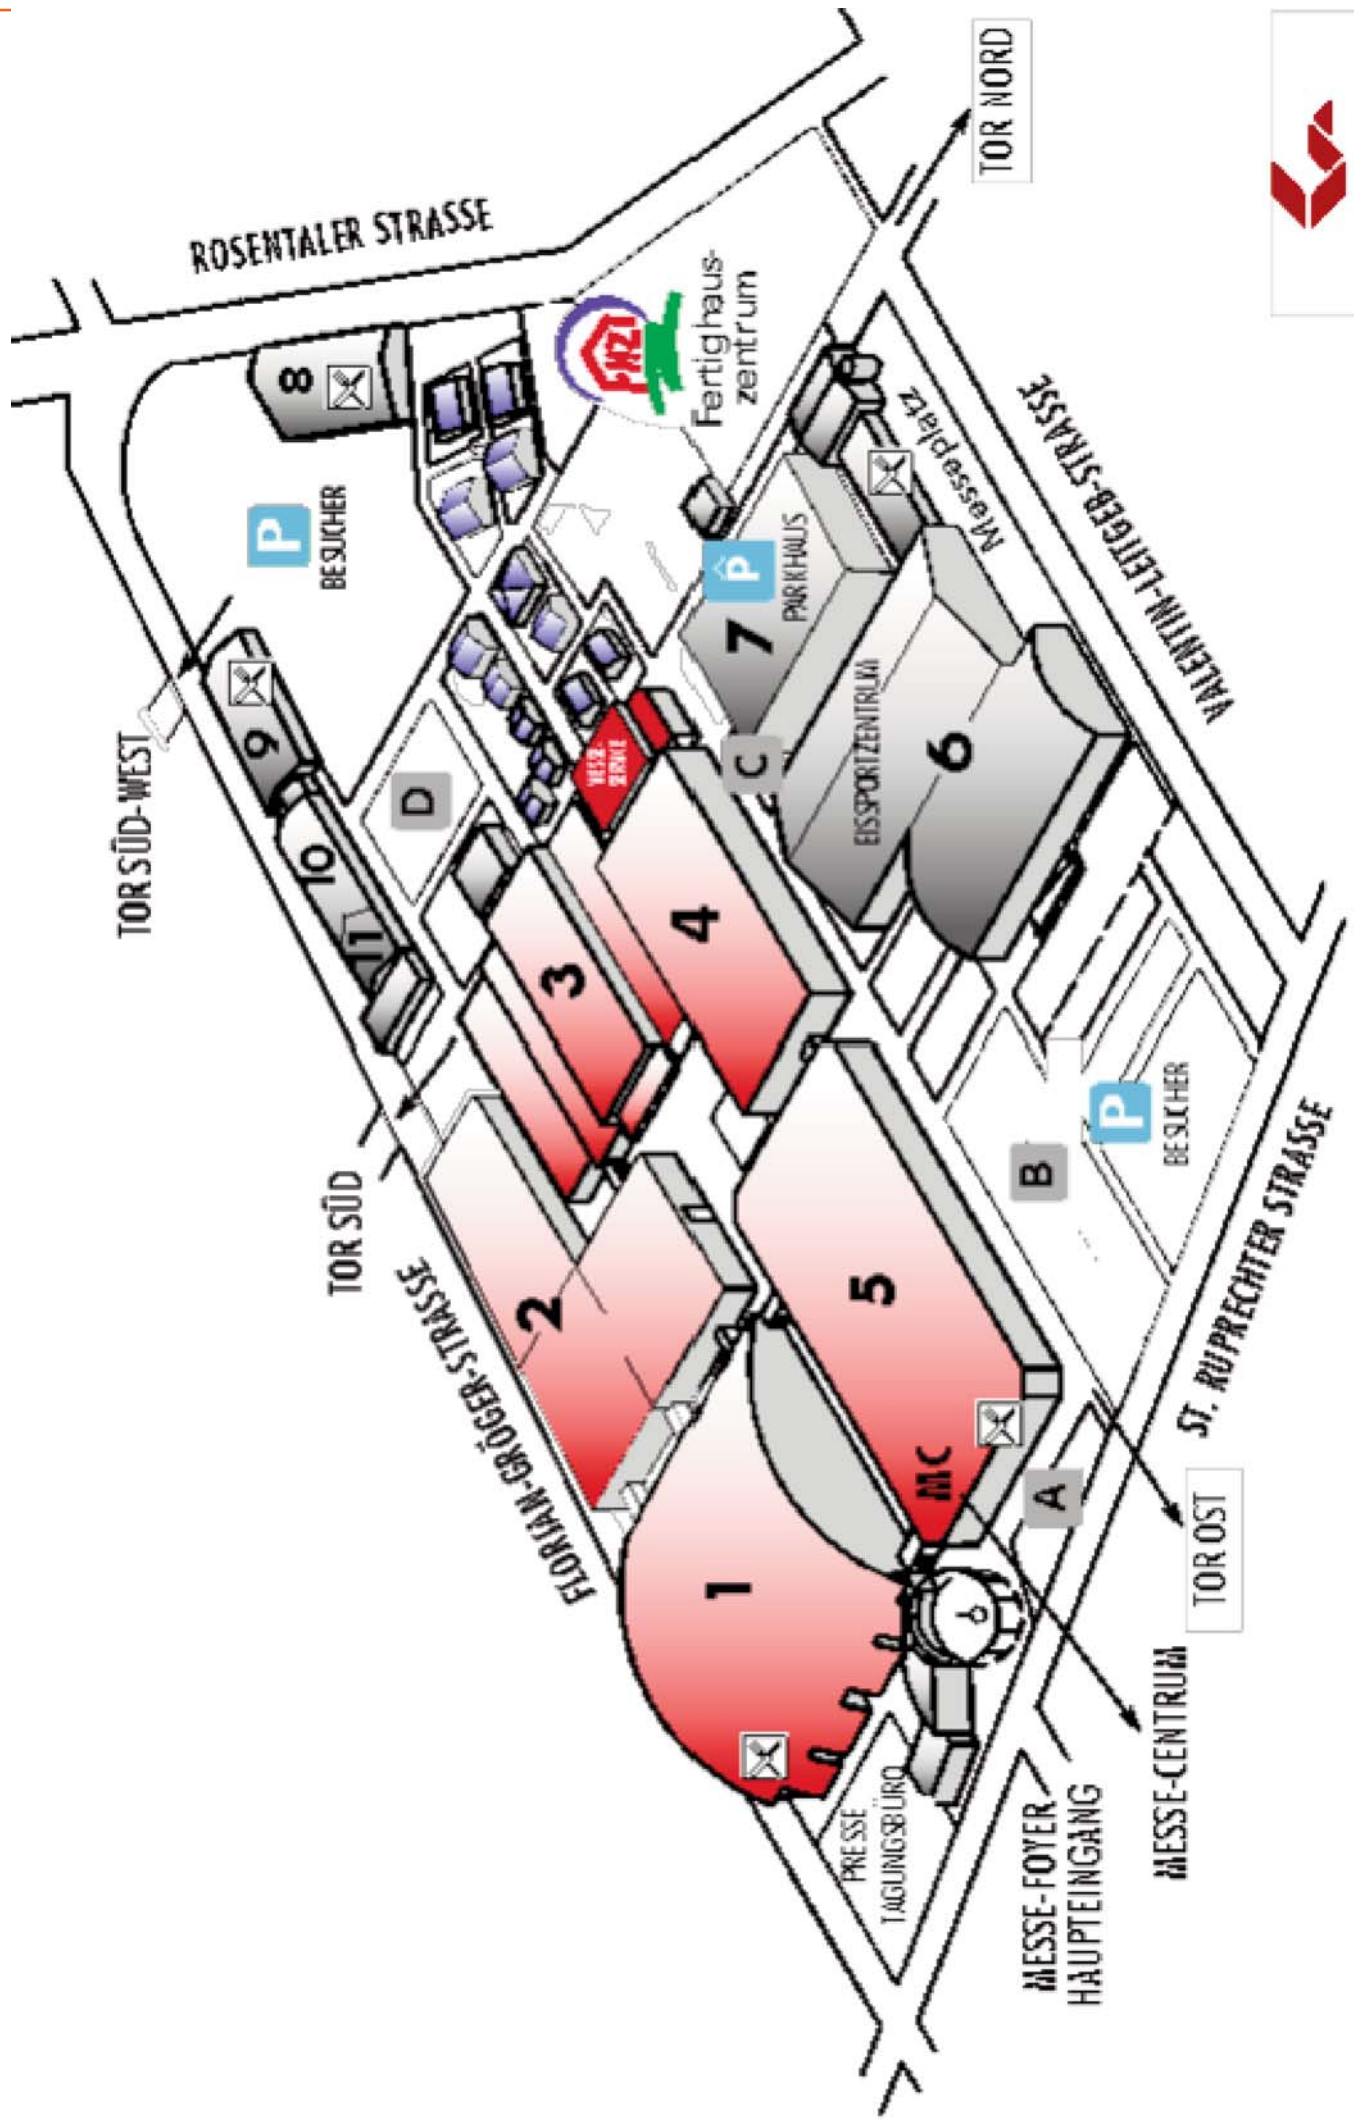 ROSENTALER STRASSE
TOR NORD
8
P
BESUCHER
Fertighaus-
zentrum
FHZ
Messeplatz
VALENTIN-LEITGEB-STRASSE
TOR SÜD-WEST
9
10
11
D
P
PARKHAUS
7
C
EISSPORTZENTRUM
6
MESSE-
SERVICE
4
3
TOR SÜD
2
FLORIAN-GRÖGER-STRASSE
5
MC
B
P
BESUCHER
ST. RUPRECHTER STRASSE
A
TOR OST
1
MESSE-CENTRUM
MESSE-FOYER
HAUPTEINGANG
PRESSE
TAGUNGSBÜRO